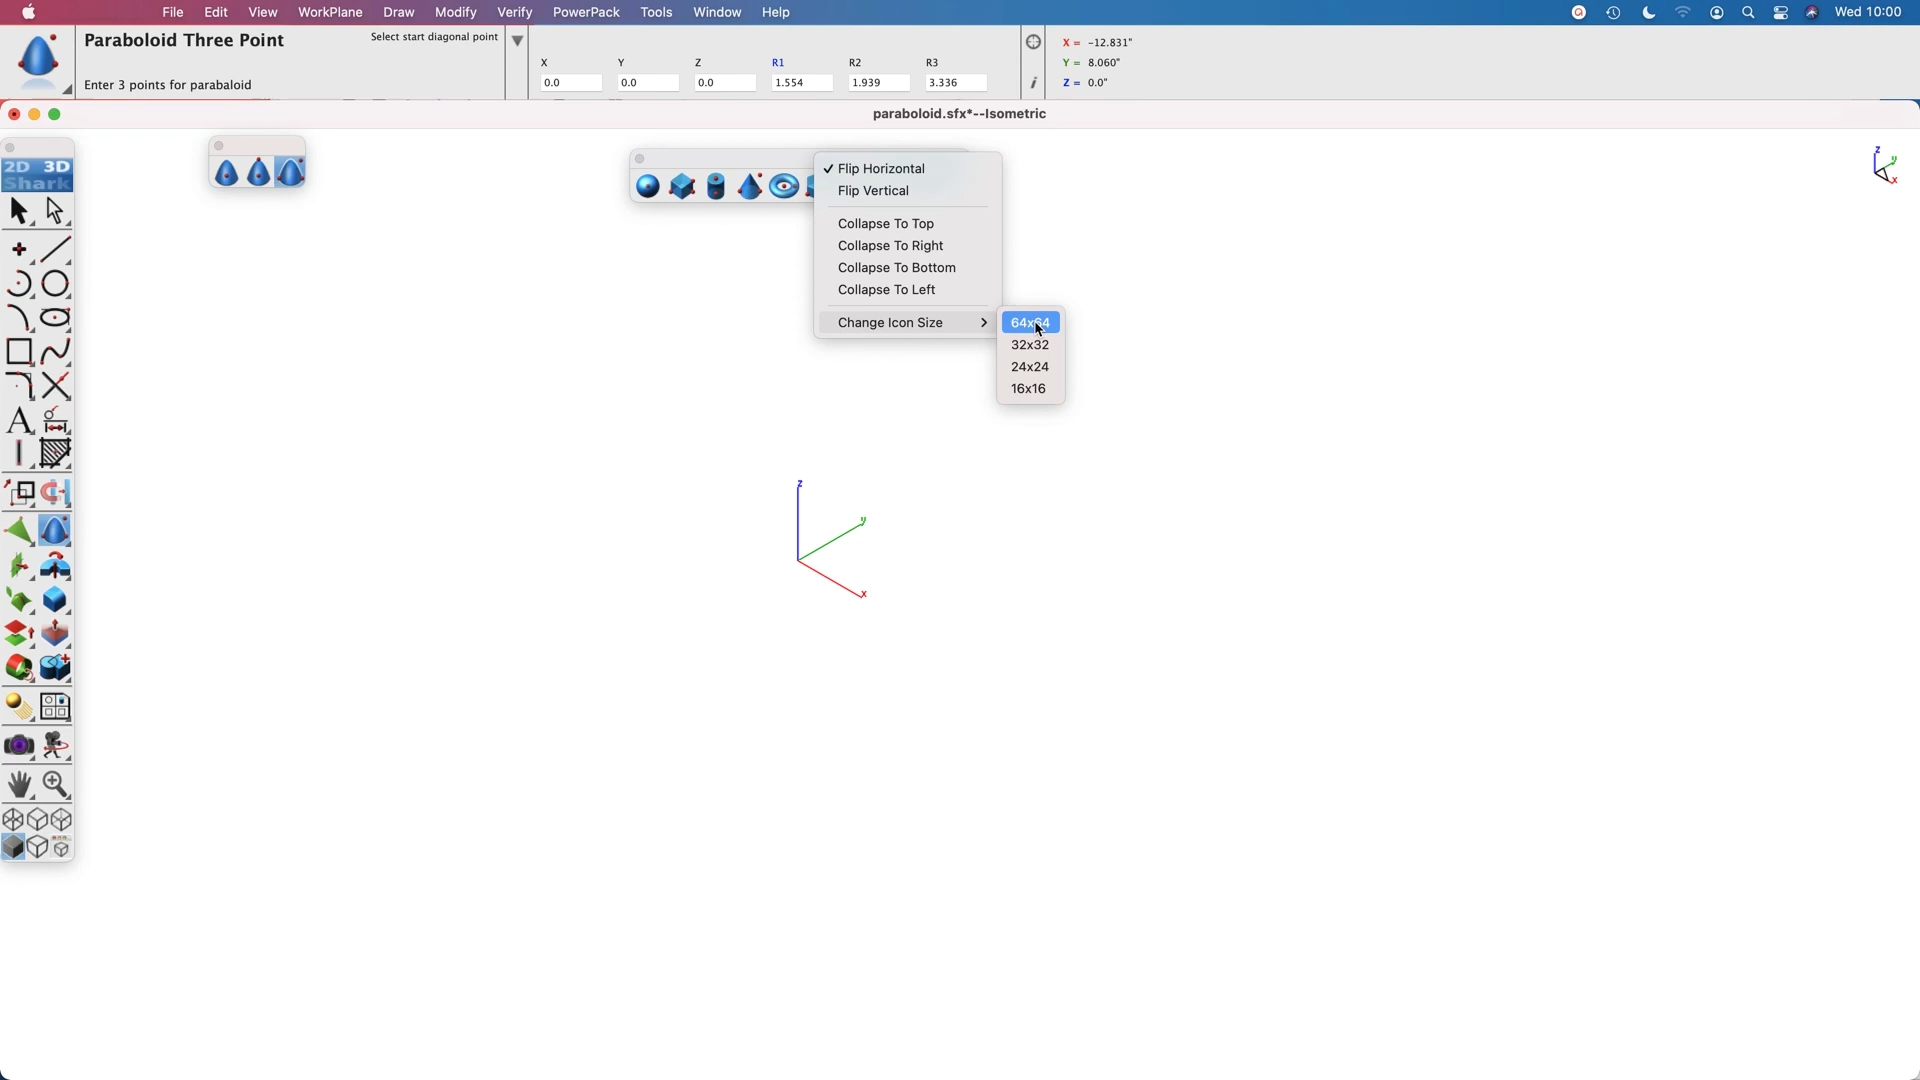 File Edit View WorkPlane Draw Modify Verify PowerPack Tools Window Help Wed 10:00
Paraboloid Three Point
Select start diagonal point
Enter 3 points for parabaloid
X Y Z R1 R2 R3
0.0 0.0 0.0 1.554 1.939 3.336
i
X = -12.831"
Y = 8.060"
Z = 0.0"
paraboloid.sfx*--Isometric
2D 3D
Shark
A
Flip Horizontal
Flip Vertical
Collapse To Top
Collapse To Right
Collapse To Bottom
Collapse To Left
Change Icon Size
64x64
32x32
24x24
16x16
z
y
x
z
y
x